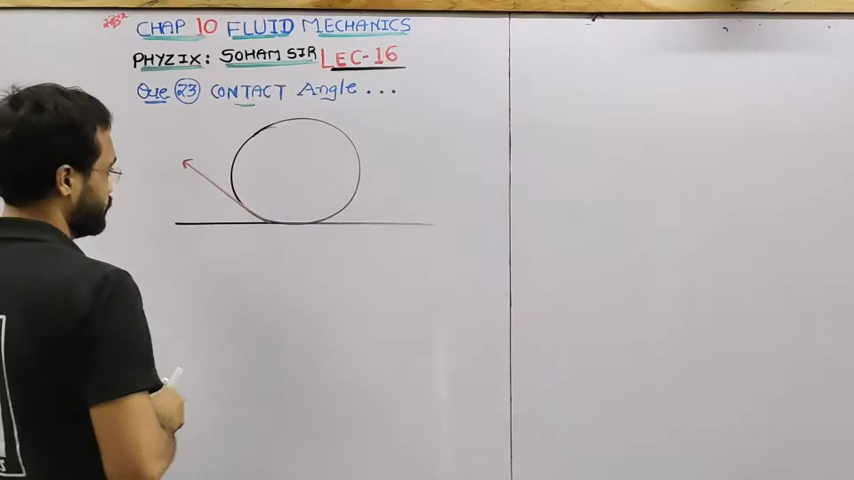 CHAP 10 FLUID MECHANICS
PHYZIX: SOHAM SIR LEC-16
Que 23 CONTACT Angle...